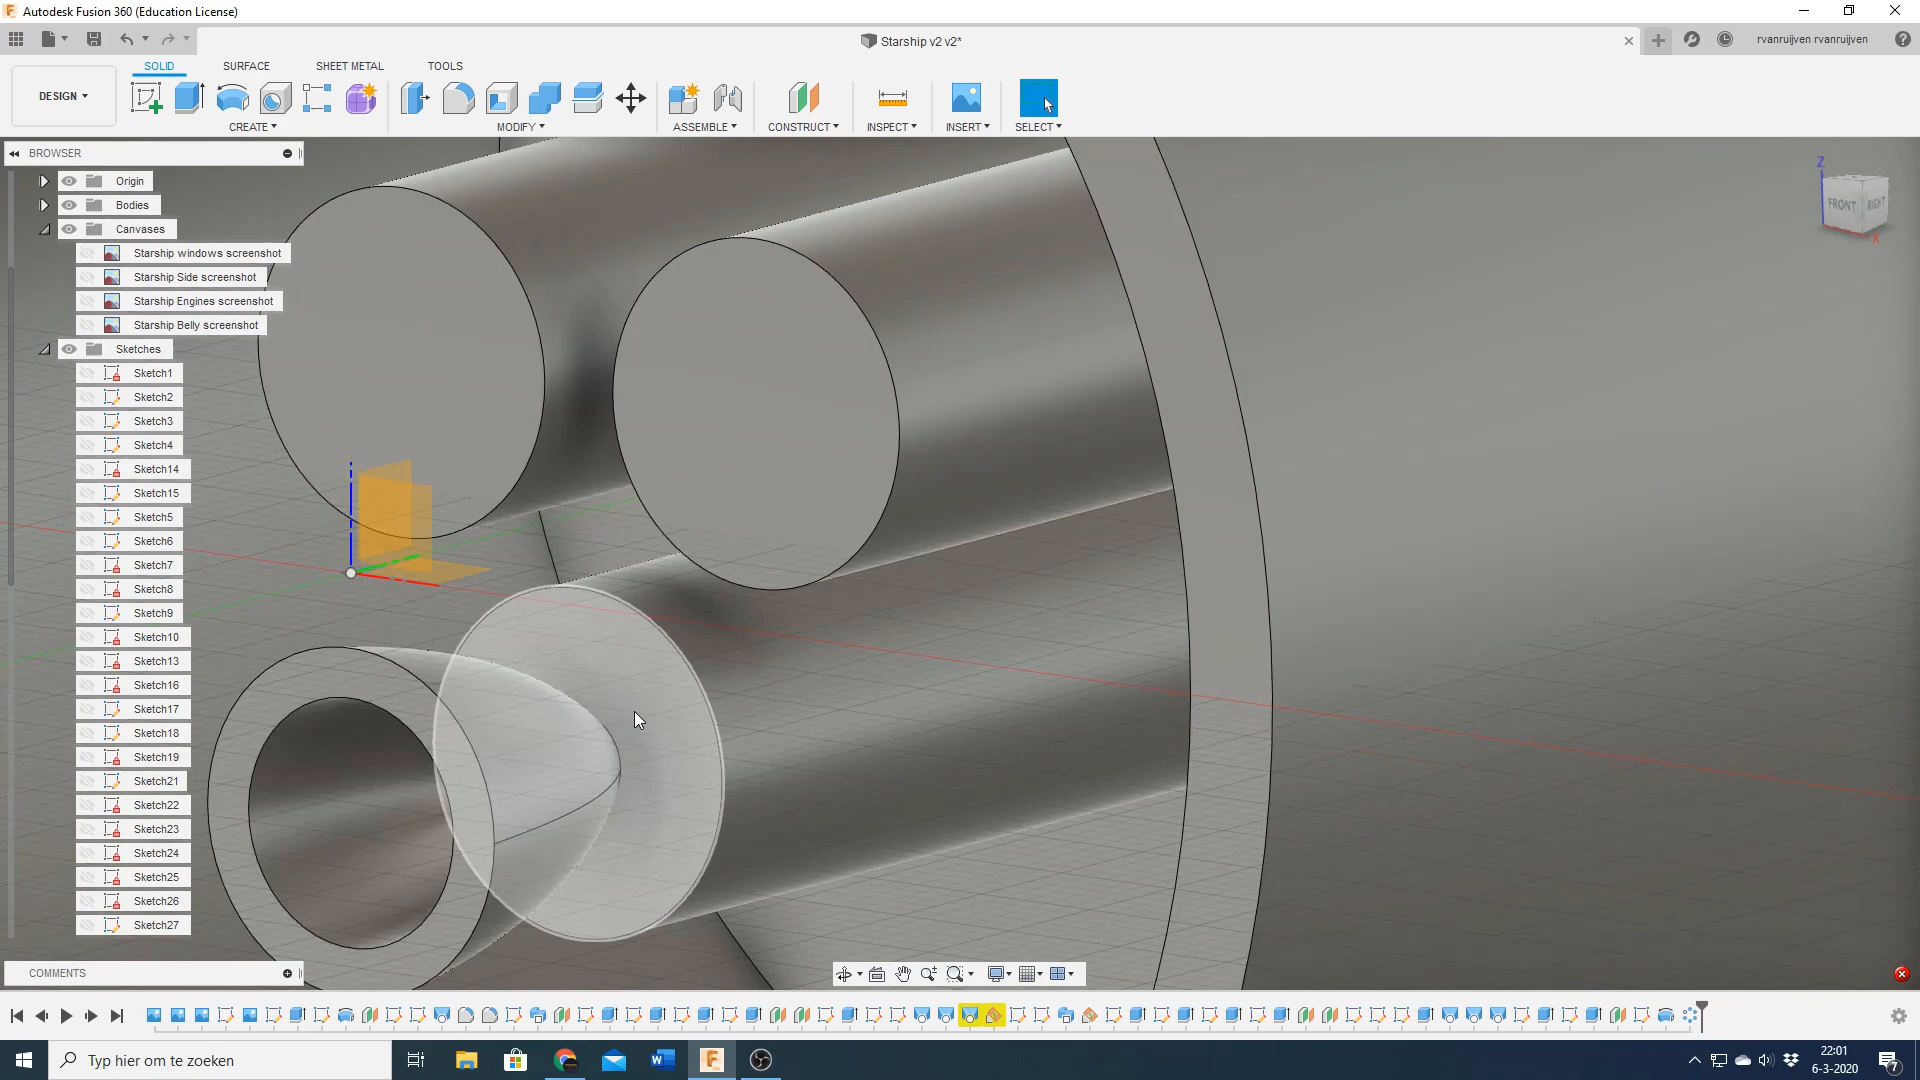 Autodesk Fusion 360 (Education License)
Starship v2 v2*
rvanruijven rvanruijven
SOLID
SURFACE
SHEET METAL
TOOLS
DESIGN
CREATE
MODIFY
ASSEMBLE
CONSTRUCT
INSPECT
INSERT
SELECT
BROWSER
Origin
Bodies
Canvases
Starship windows screenshot
Starship Side screenshot
Starship Engines screenshot
Starship Belly screenshot
Sketches
Sketch1
Sketch2
Sketch3
Sketch4
Sketch14
Sketch15
Sketch5
Sketch6
Sketch7
Sketch8
Sketch9
Sketch10
Sketch13
Sketch16
Sketch17
Sketch18
Sketch19
Sketch21
Sketch22
Sketch23
Sketch24
Sketch25
Sketch26
Sketch27
Z
FRONT
RIGHT
X
COMMENTS
Typ hier om te zoeken
22:01
6-3-2020
7